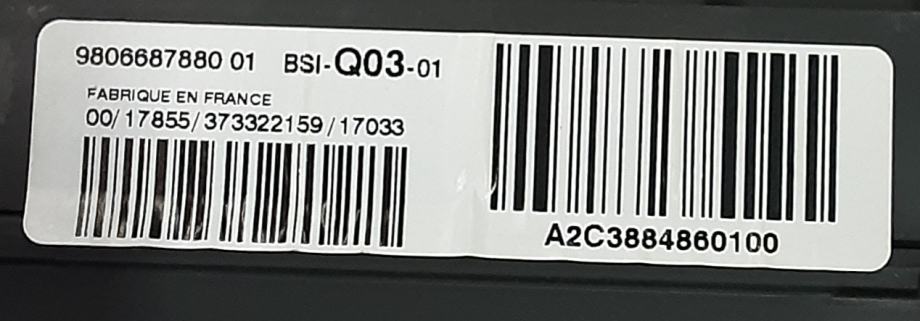 9806687880 01 BSI-Q03-01
FABRIQUE EN FRANCE
00/17855/373322159/17033
A2C3884860100